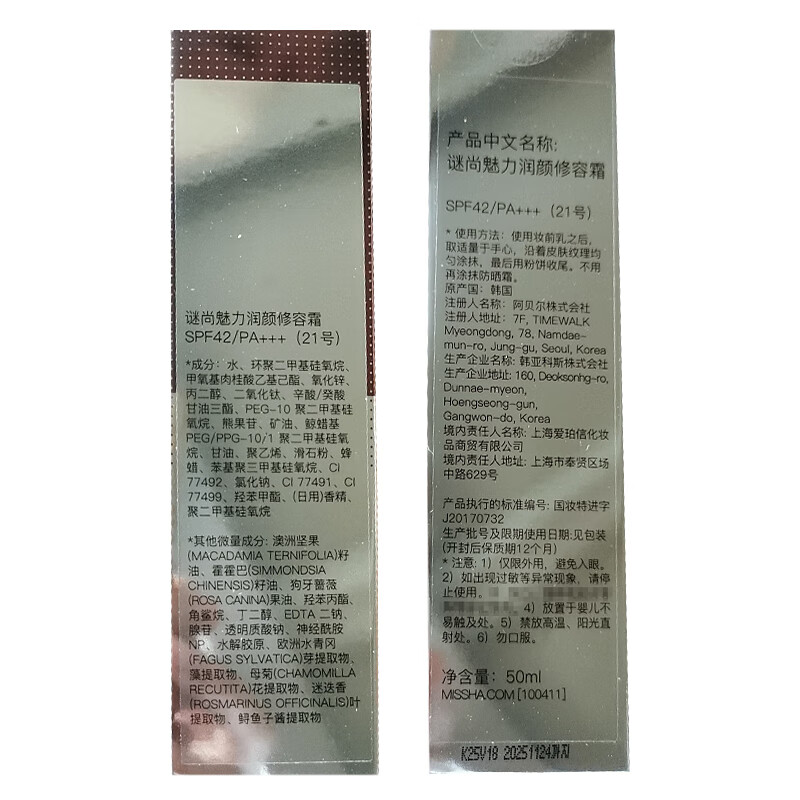 谜尚魅力润颜修容霜
SPF42/PA+++（21号）
*成分：水、环聚二甲基硅氧烷、
甲氧基肉桂酸乙基己酯、氧化锌、
丙二醇、二氧化钛、辛酸/癸酸
甘油三酯、PEG-10 聚二甲基硅
氧烷、熊果苷、矿油、鲸蜡基
PEG/PPG-10/1 聚二甲基硅氧
烷、甘油、聚乙烯、滑石粉、蜂
蜡、苯基聚三甲基硅氧烷、CI
77492、氯化钠、CI 77491、CI
77499、羟苯甲酯、(日用)香精、
聚二甲基硅氧烷
*其他微量成分：澳洲坚果
(MACADAMIA TERNIFOLIA)籽
油、霍霍巴(SIMMONDSIA
CHINENSIS)籽油、狗牙蔷薇
(ROSA CANINA)果油、羟苯丙酯、
角鲨烷、丁二醇、EDTA 二钠、
腺苷、透明质酸钠、神经酰胺
NP、水解胶原、欧洲水青冈
(FAGUS SYLVATICA)芽提取物、
藻提取物、母菊(CHAMOMILLA
RECUTITA)花提取物、迷迭香
(ROSMARINUS OFFICINALIS)叶
提取物、鲟鱼子酱提取物
产品中文名称:
谜尚魅力润颜修容霜
SPF42/PA+++（21号）
* 使用方法：使用妆前乳之后，
取适量于手心，沿着皮肤纹理均
匀涂抹。最后用粉饼收尾。不用
再涂抹防晒霜。
原产国：韩国
注册人名称：阿贝尔株式会社
注册人地址：7F, TIMEWALK
Myeongdong, 78, Namdae-
mun-ro, Jung-gu, Seoul, Korea
生产企业名称：韩亚科斯株式会社
生产企业地址: 160, Deoksonhg-ro,
Dunnae-myeon,
Hoengseong-gun,
Gangwon-do, Korea
境内责任人名称: 上海爱珀信化妆
品商贸有限公司
境内责任人地址: 上海市奉贤区场
中路629号
产品执行的标准编号: 国妆特进字
J20170732
生产批号及限期使用日期:见包装
(开封后保质期12个月)
* 注意: 1）仅限外用，避免入眼。
2）如出现过敏等异常现象，请停
止使用。
4）放置于婴儿不
易触及处。5）禁放高温、阳光直
射处。6）勿口服。
净含量： 50ml
MISSHA.COM [100411]
K25V18 20251124까지